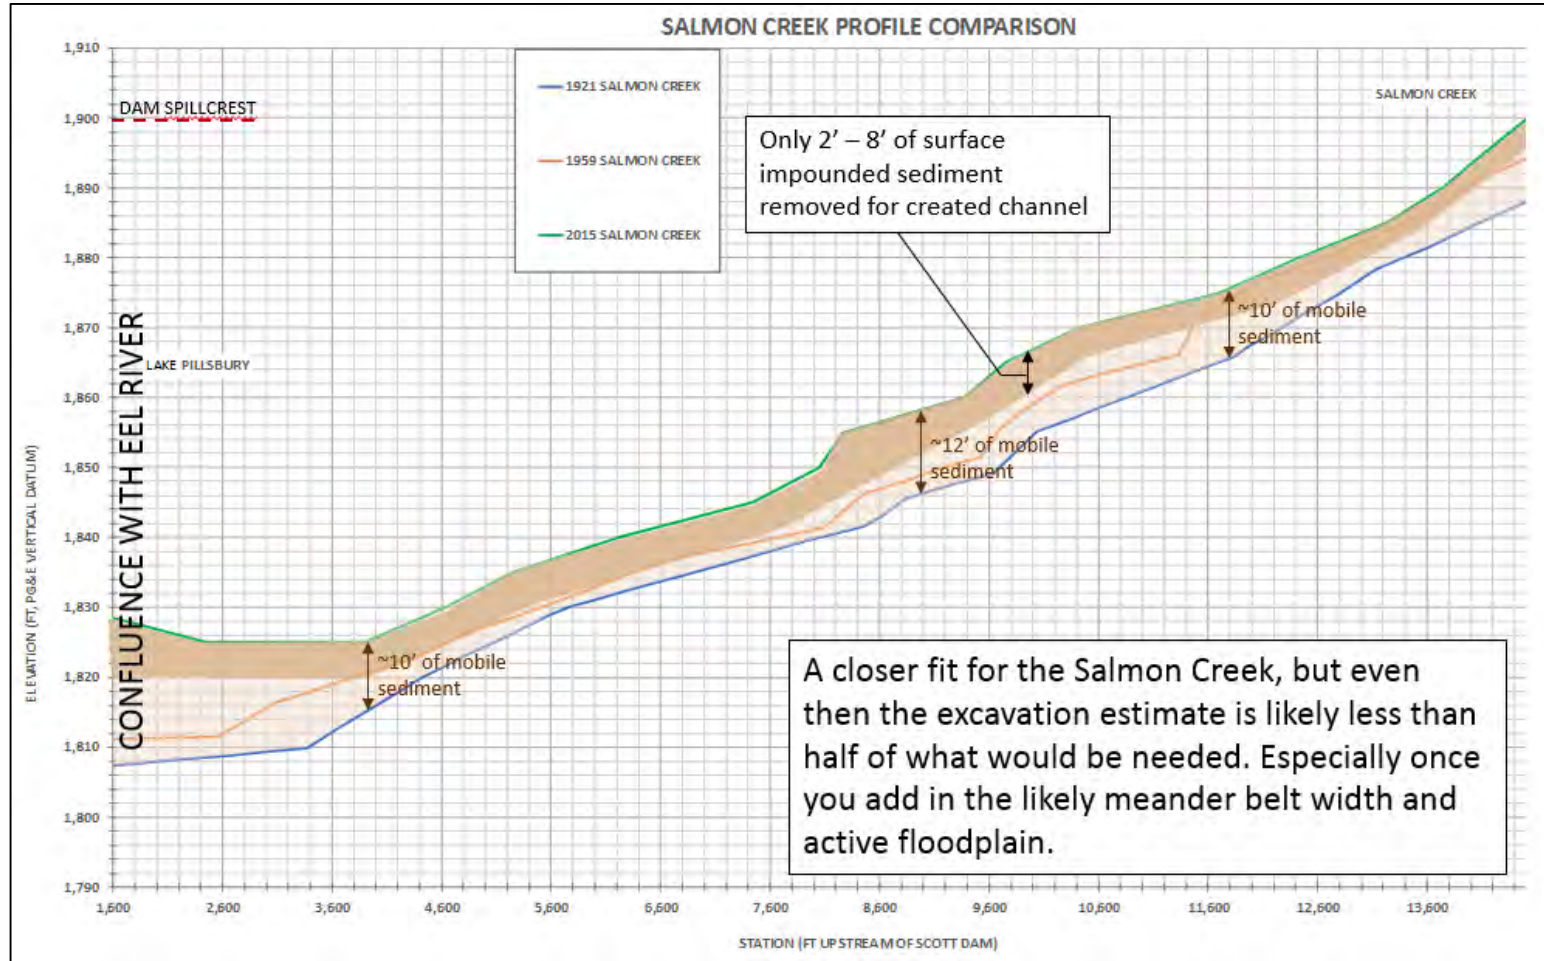 SALMON CREEK PROFILE COMPARISON
1,910
1,900
1,890
1,880
1,870
1,860
1,850
1,840
1,830
1,820
1,810
1,800
1,790
ELEVATION (FT, PG&E VERTICAL DATUM)
DAM SPILLCREST
1921 SALMON CREEK
1959 SALMON CREEK
2015 SALMON CREEK
SALMON CREEK
Only 2’ – 8’ of surface
impounded sediment
removed for created channel
LAKE PILLSBURY
CONFLUENCE WITH EEL RIVER
~10’ of mobile
sediment
~12’ of mobile
sediment
~10’ of mobile
sediment
A closer fit for the Salmon Creek, but even
then the excavation estimate is likely less than
half of what would be needed. Especially once
you add in the likely meander belt width and
active floodplain.
1,600
2,600
3,600
4,600
5,600
6,600
7,600
8,600
9,600
10,600
11,600
12,600
13,600
STATION (FT UPSTREAM OF SCOTT DAM)